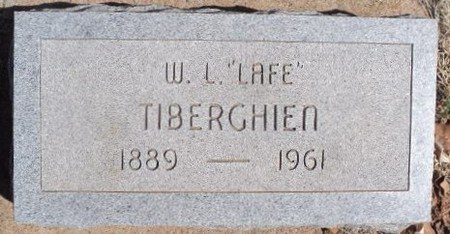 W. L. "LAFE"
TIBERGHIEN
1889 — 1961